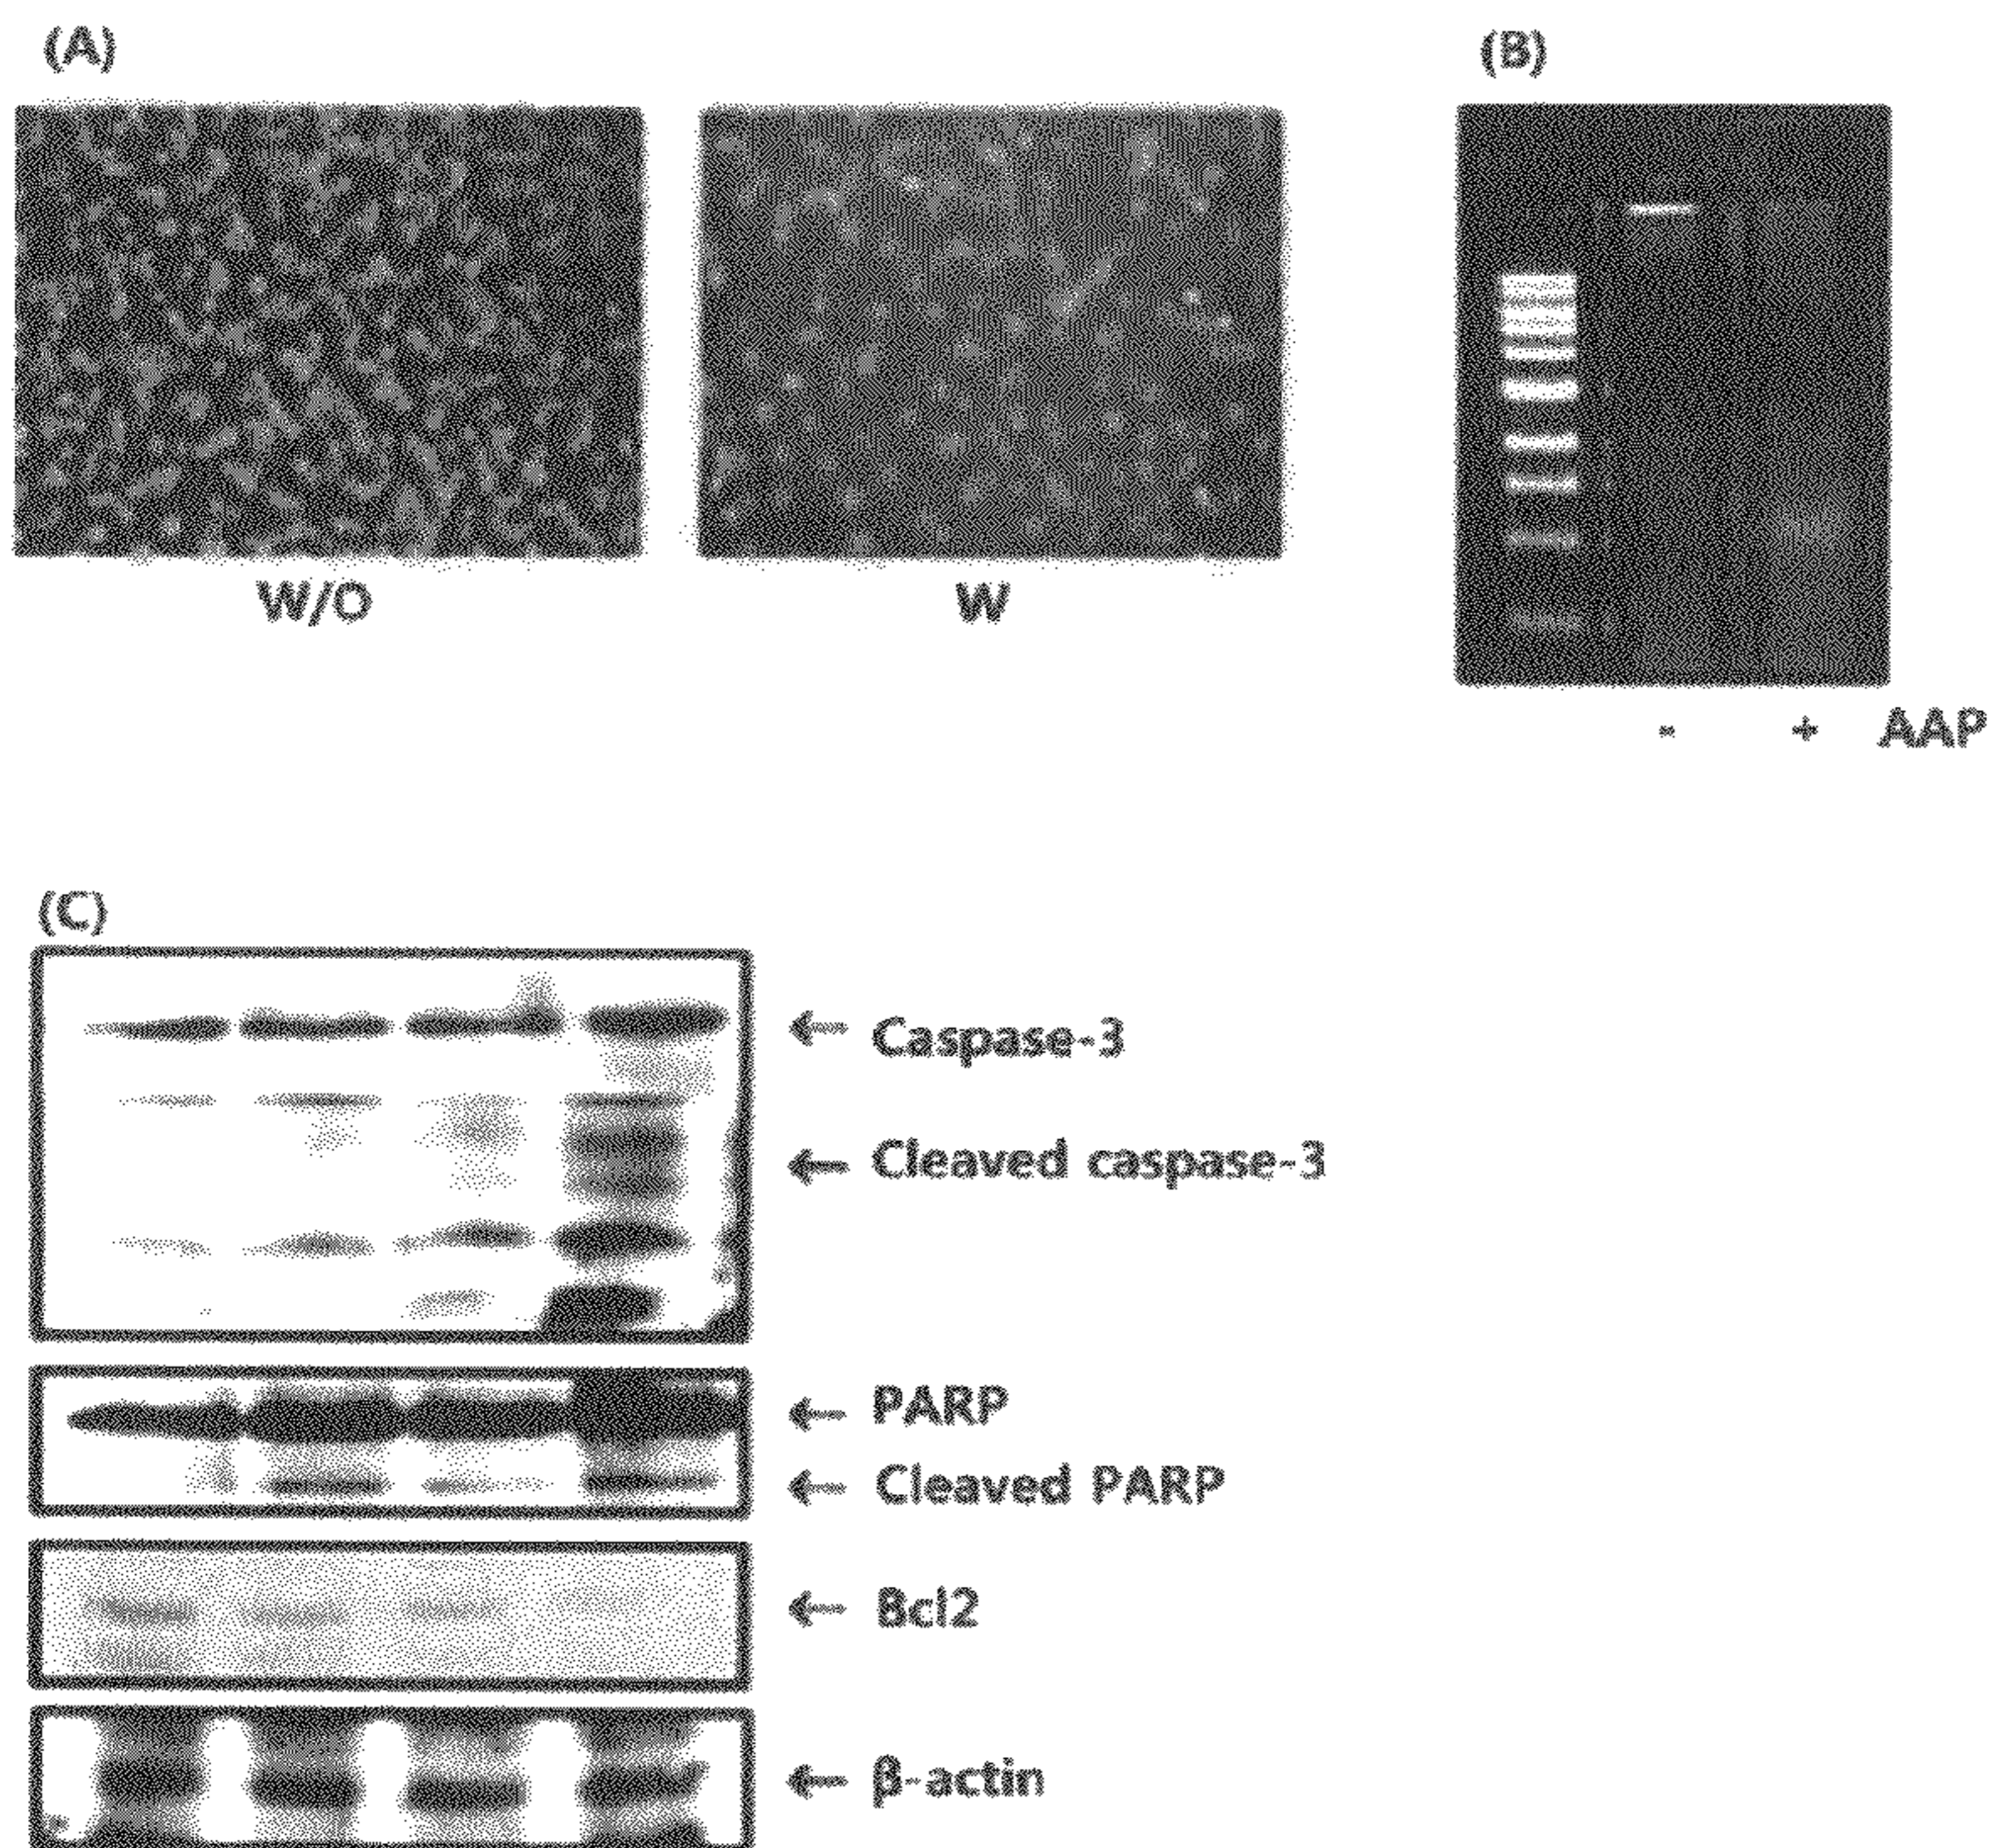 (A)
(B)
W/O
W
- + AAP
(C)
← Caspase-3
← Cleaved caspase-3
← PARP
← Cleaved PARP
← Bcl2
← β-actin